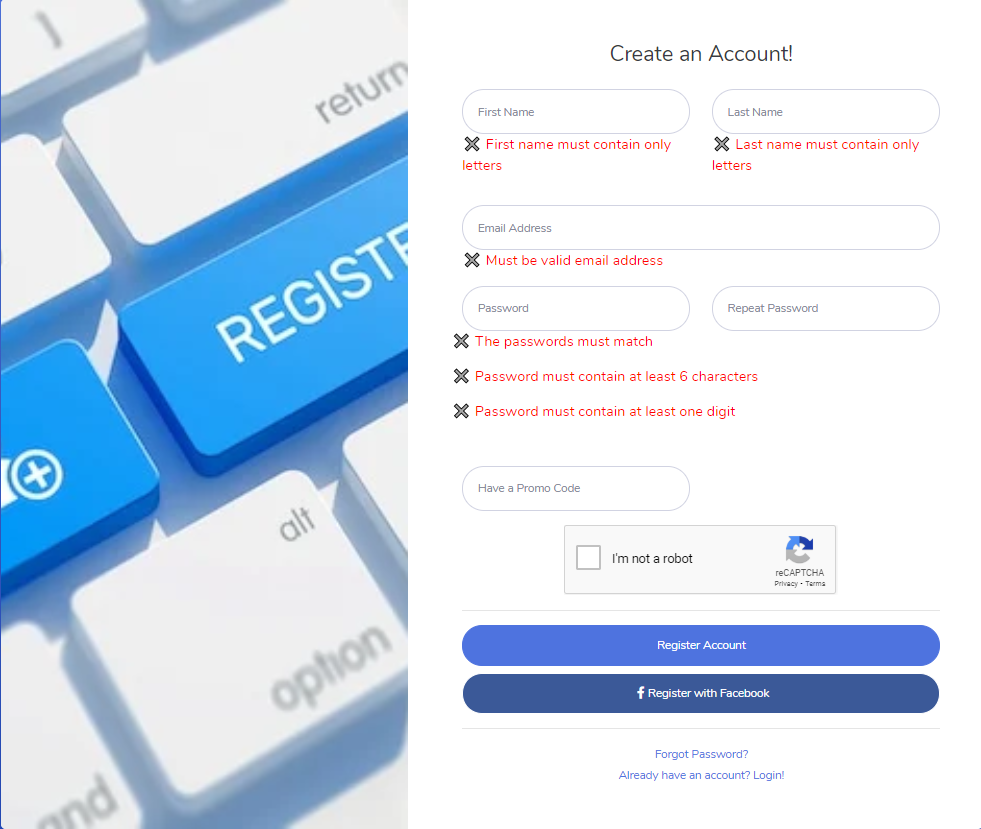 ]
return
REGISTE
alt
option
and
Create an Account!
First Name
Last Name
First name must contain only
letters
Last name must contain only
letters
Email Address
Must be valid email address
Password
Repeat Password
The passwords must match
Password must contain at least 6 characters
Password must contain at least one digit
Have a Promo Code
I'm not a robot
reCAPTCHA
Privacy - Terms
Register Account
f Register with Facebook
Forgot Password?
Already have an account? Login!